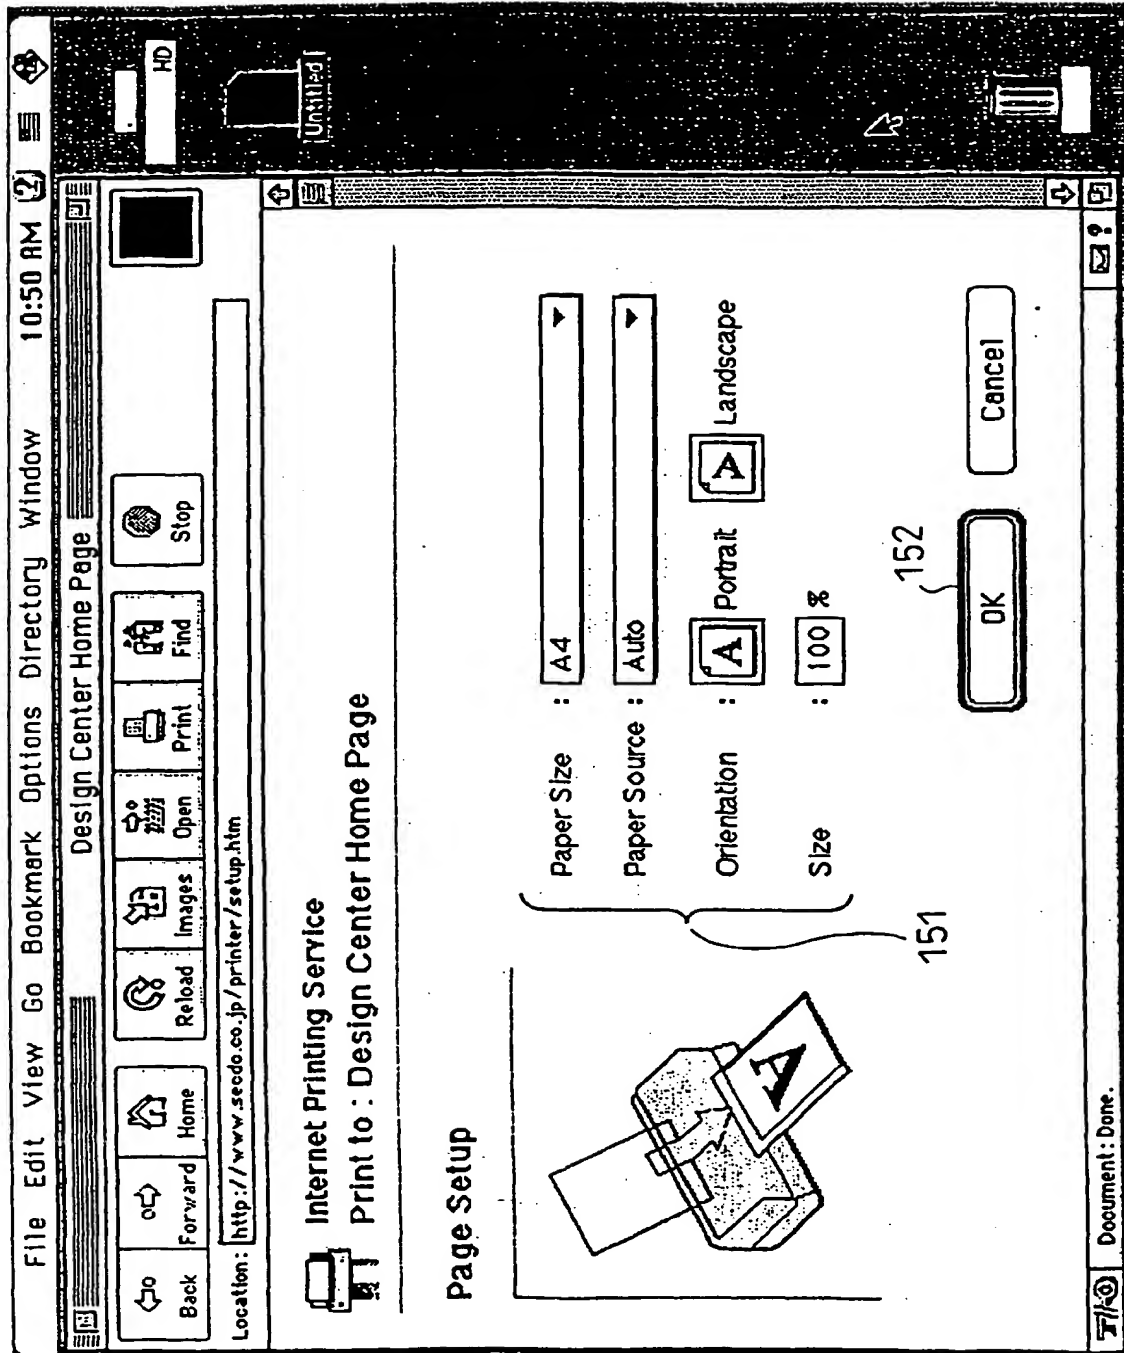 File Edit View Go Bookmark Options Directory Window 10:50 AM
Design Center Home Page
HD
Back Forward Home Reload Images Open Print Find Stop
Untitled
Location: http://www.secdo.co.jp/printer/setup.htm
Internet Printing Service
Print to : Design Center Home Page
Page Setup
Paper Size : A4
Paper Source : Auto
Orientation : A Portrait A Landscape
Size : 100 %
A
151
152
OK Cancel
Document: Done. ?